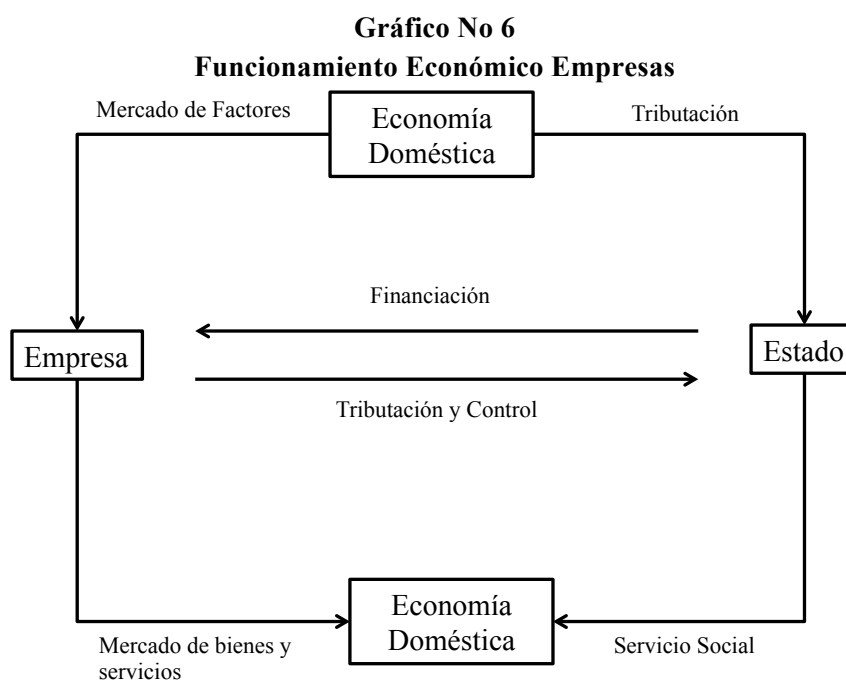 Gráfico No 6
Funcionamiento Económico Empresas
Mercado de Factores
Economía
Doméstica
Tributación
Financiación
Empresa
Estado
Tributación y Control
Economía
Doméstica
Mercado de bienes y
servicios
Servicio Social